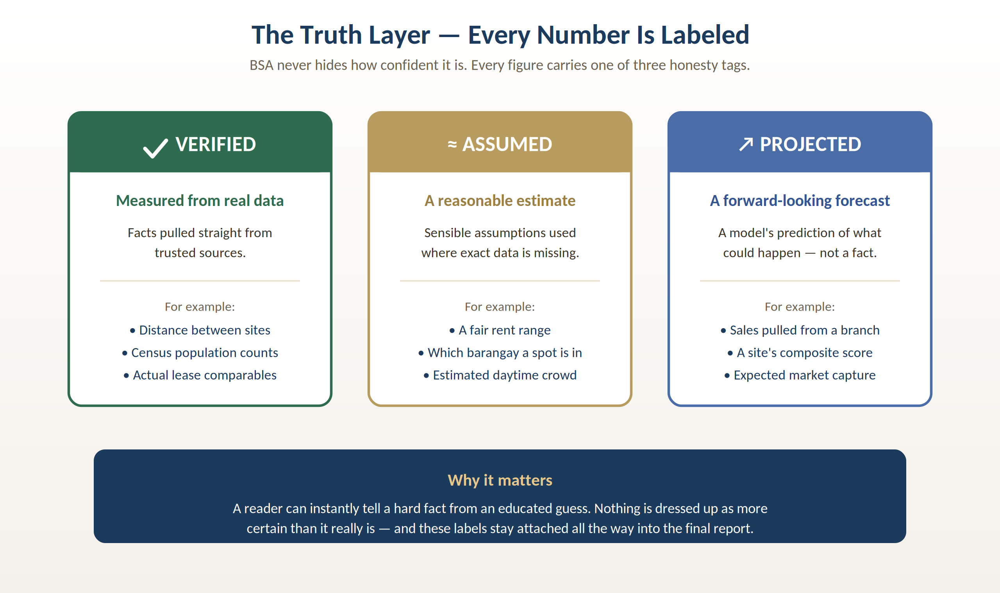 The Truth Layer — Every Number Is Labeled
BSA never hides how confident it is. Every figure carries one of three honest tags.
VERIFIED
Measured from real data
Facts pulled straight from
trusted sources.
For example:
• Distance between sites
• Census population counts
• Actual lease comparables
≈ ASSUMED
A reasonable estimate
Sensible assumptions used
where exact data is missing.
For example:
• A fair rent range
• Which barangay a spot is in
• Estimated daytime crowd
↗ PROJECTED
A forward-looking forecast
A model's prediction of what
could happen — not a fact.
For example:
• Sales pulled from a branch
• A site's composite score
• Expected market capture
Why it matters
A reader can instantly tell a hard fact from an educated guess. Nothing is dressed up as more
certain than it really is — and these labels stay attached all the way into the final report.